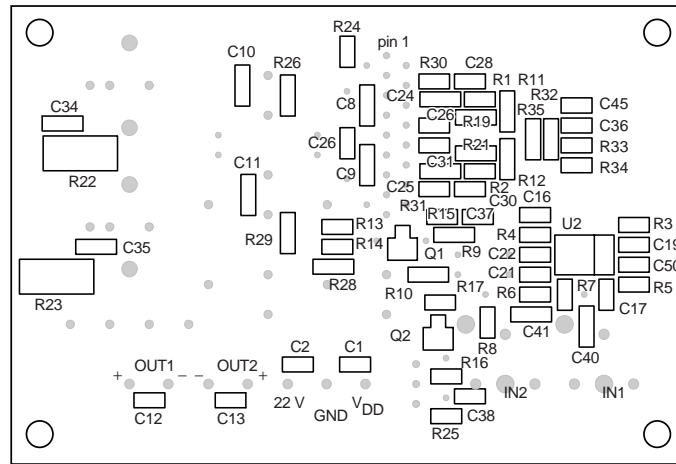 R24
pin 1
C10
R26
R30
C28
R1
R11
R32
C34
C8
C24
R35
C45
C26
R19
C36
C26
R33
R21
R22
C9
C31
R34
C11
C25
R2
R12
C30
C16
R31
R15
C37
U2
R13
R3
R29
R14
R4
C35
Q1
R9
C22
C19
R28
C21
C50
R23
R10
R17
R6
R7
R5
C17
Q2
C41
R8
C40
C2
C1
R16
OUT1
OUT2
+ – – +
IN2
IN1
22 V
GND
VDD
C12
C13
C38
R25